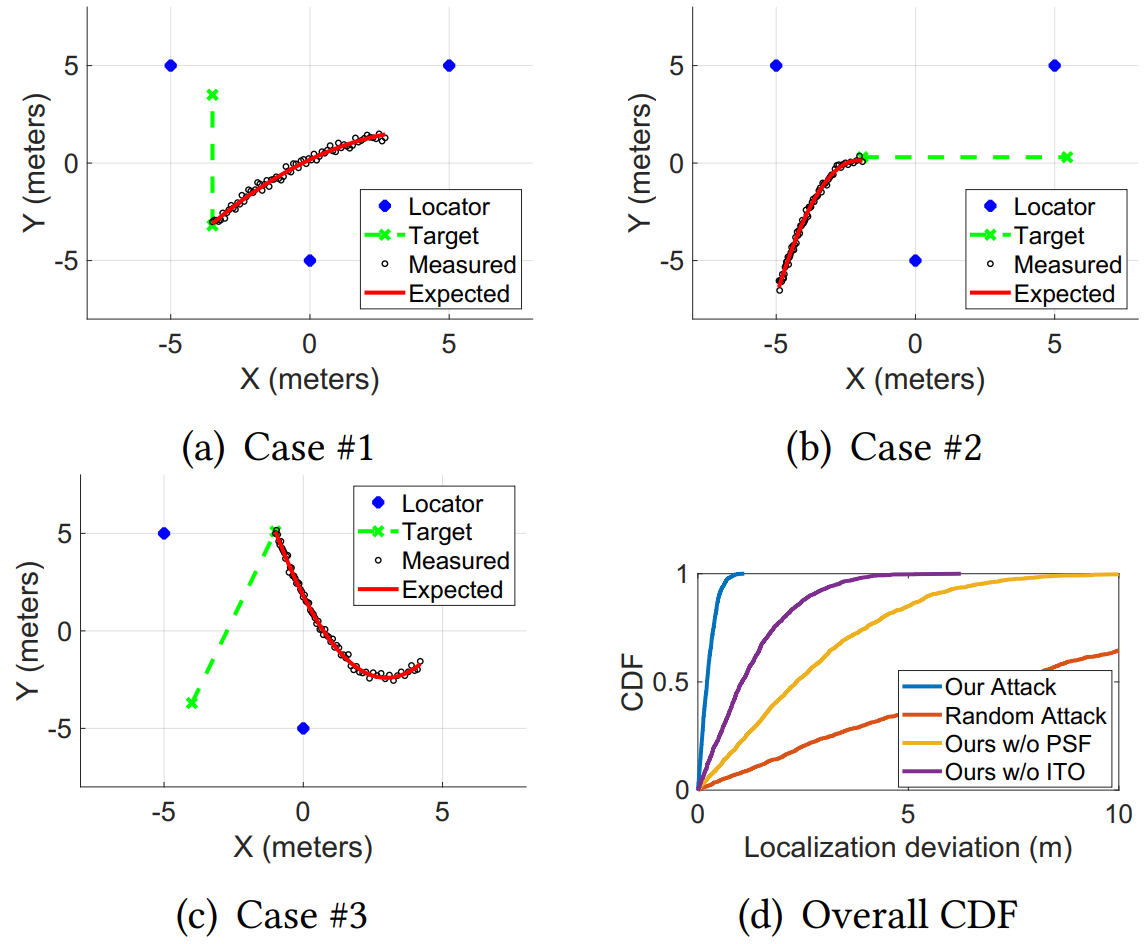 5
0
-5
Y (meters)
-5 0 5
X (meters)
Locator
Target
Measured
Expected
(a) Case #1
5
0
-5
Y (meters)
-5 0 5
X (meters)
Locator
Target
Measured
Expected
(b) Case #2
5
0
-5
Y (meters)
-5 0 5
X (meters)
Locator
Target
Measured
Expected
(c) Case #3
1
0.5
0
CDF
0 5 10
Localization deviation (m)
Our Attack
Random Attack
Ours w/o PSF
Ours w/o ITO
(d) Overall CDF